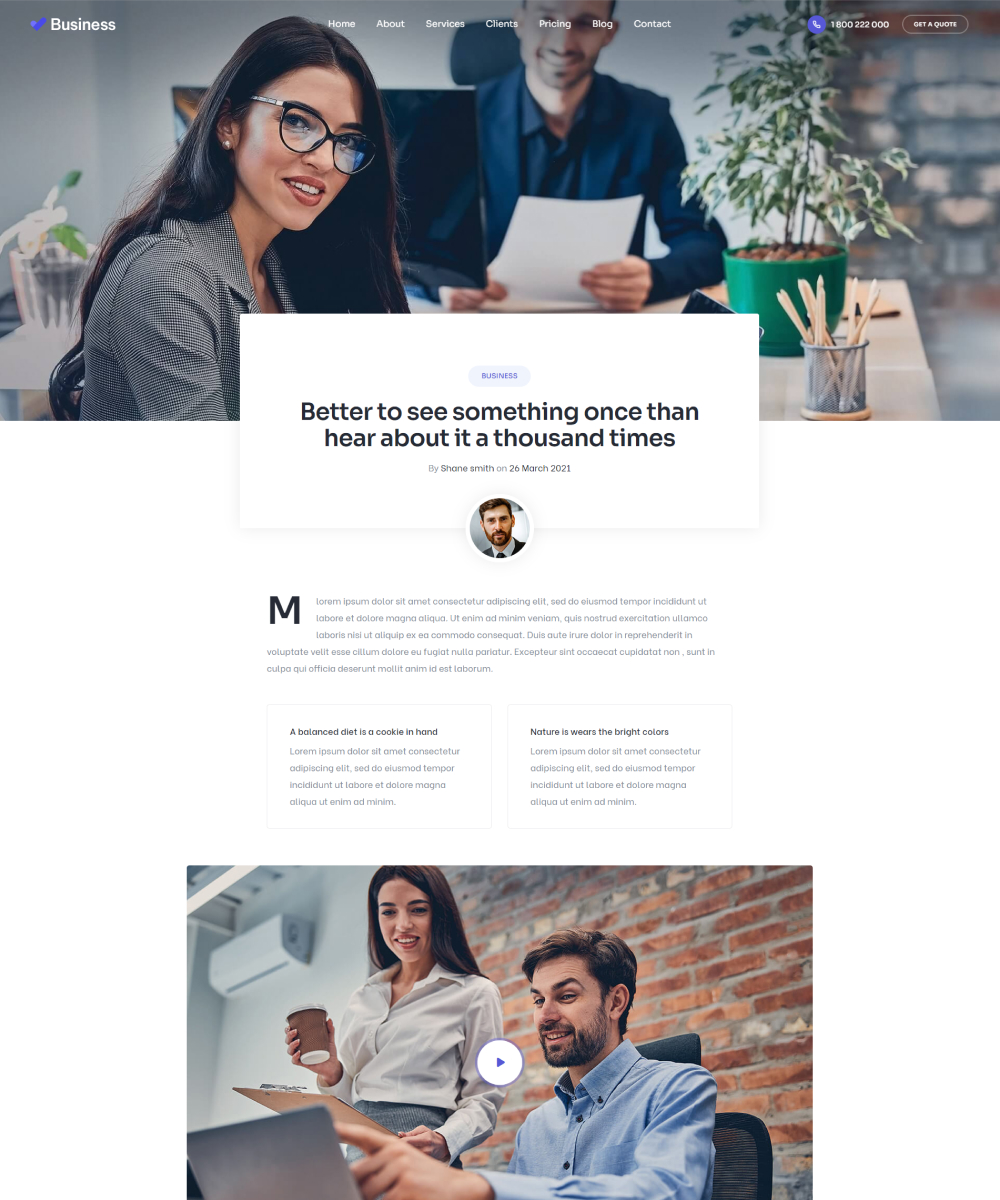 Business
Home About Services Clients Pricing Blog Contact
1 800 222 000
GET A QUOTE
BUSINESS
Better to see something once than
hear about it a thousand times
By Shane smith on 26 March 2021
M lorem ipsum dolor sit amet consectetur adipiscing elit, sed do eiusmod tempor incididunt ut
labore et dolore magna aliqua. Ut enim ad minim veniam, quis nostrud exercitation ullamco
laboris nisi ut aliquip ex ea commodo consequat. Duis aute irure dolor in reprehenderit in
voluptate velit esse cillum dolore eu fugiat nulla pariatur. Excepteur sint occaecat cupidatat non , sunt in
culpa qui officia deserunt mollit anim id est laborum.
A balanced diet is a cookie in hand
Lorem ipsum dolor sit amet consectetur
adipiscing elit, sed do eiusmod tempor
incididunt ut labore et dolore magna
aliqua ut enim ad minim.
Nature is wears the bright colors
Lorem ipsum dolor sit amet consectetur
adipiscing elit, sed do eiusmod tempor
incididunt ut labore et dolore magna
aliqua ut enim ad minim.